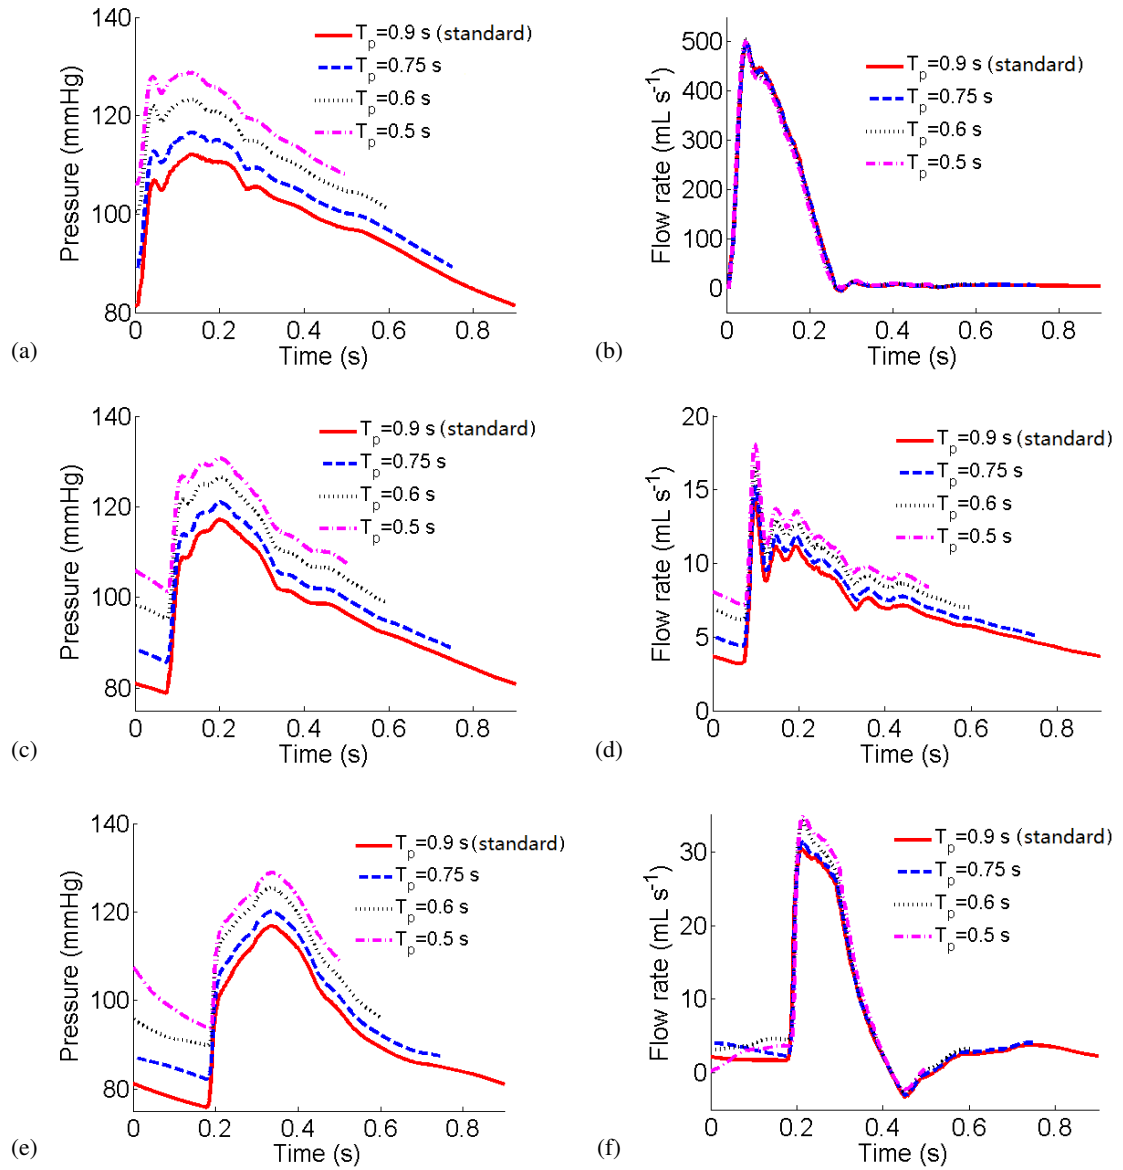 140
120
100
80
Pressure (mmHg)
T_p=0.9 s (standard)
T_p=0.75 s
T_p=0.6 s
T_p=0.5 s
0 0.2 0.4 0.6 0.8
Time (s)
(a)
500
400
300
200
100
0
Flow rate (mL s⁻¹)
T_p=0.9 s (standard)
T_p=0.75 s
T_p=0.6 s
T_p=0.5 s
0 0.2 0.4 0.6 0.8
Time (s)
(b)
140
120
100
80
Pressure (mmHg)
T_p=0.9 s (standard)
T_p=0.75 s
T_p=0.6 s
T_p=0.5 s
0 0.2 0.4 0.6 0.8
Time (s)
(c)
20
15
10
5
0
Flow rate (mL s⁻¹)
T_p=0.9 s (standard)
T_p=0.75 s
T_p=0.6 s
T_p=0.5 s
0 0.2 0.4 0.6 0.8
Time (s)
(d)
140
120
100
80
Pressure (mmHg)
T_p=0.9 s (standard)
T_p=0.75 s
T_p=0.6 s
T_p=0.5 s
0 0.2 0.4 0.6 0.8
Time (s)
(e)
30
20
10
0
Flow rate (mL s⁻¹)
T_p=0.9 s (standard)
T_p=0.75 s
T_p=0.6 s
T_p=0.5 s
0 0.2 0.4 0.6 0.8
Time (s)
(f)